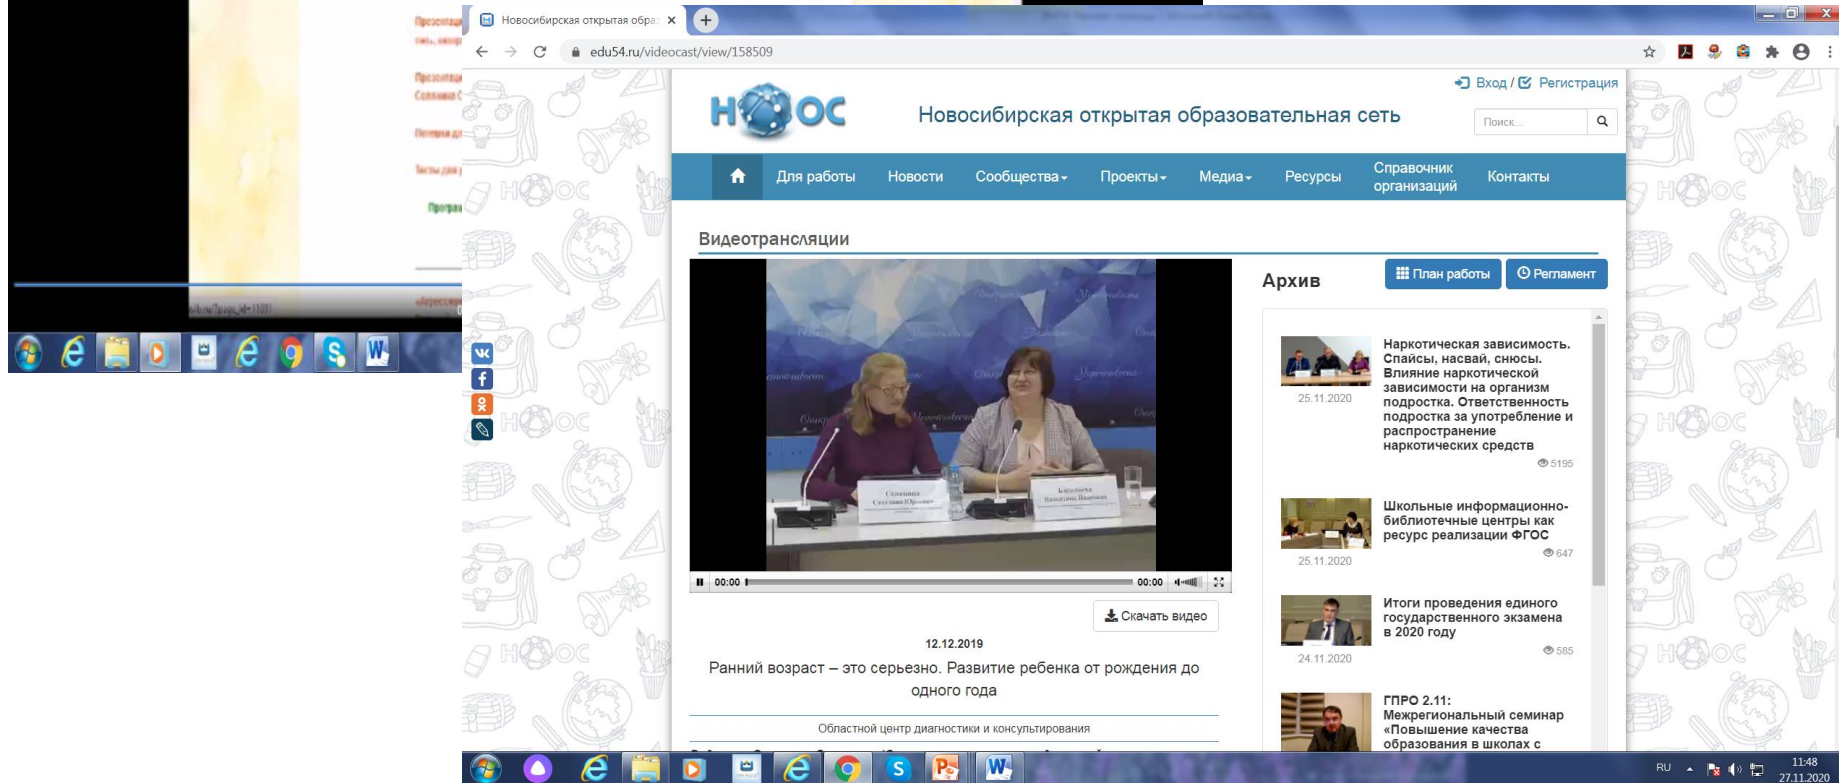 Новосибирская открытая обра
edu54.ru/videocast/view/158509
Вход / Регистрация
НООС
Новосибирская открытая образовательная сеть
Поиск...
Для работы
Новости
Сообщества
Проекты
Медиа
Ресурсы
Справочник
организаций
Контакты
Видеотрансляции
00:00
00:00
Скачать видео
12.12.2019
Ранний возраст – это серьезно. Развитие ребенка от рождения до
одного года
Областной центр диагностики и консультирования
Архив
План работы
Регламент
Наркотическая зависимость.
Спайсы, насвай, снюсы.
Влияние наркотической
зависимости на организм
подростка. Ответственность
подростка за употребление и
распространение
наркотических средств
25.11.2020
5195
Школьные информационно-
библиотечные центры как
ресурс реализации ФГОС
25.11.2020
647
Итоги проведения единого
государственного экзамена
в 2020 году
24.11.2020
585
ГПРО 2.11:
Межрегиональный семинар
«Повышение качества
образования в школах с
RU
11:48
27.11.2020